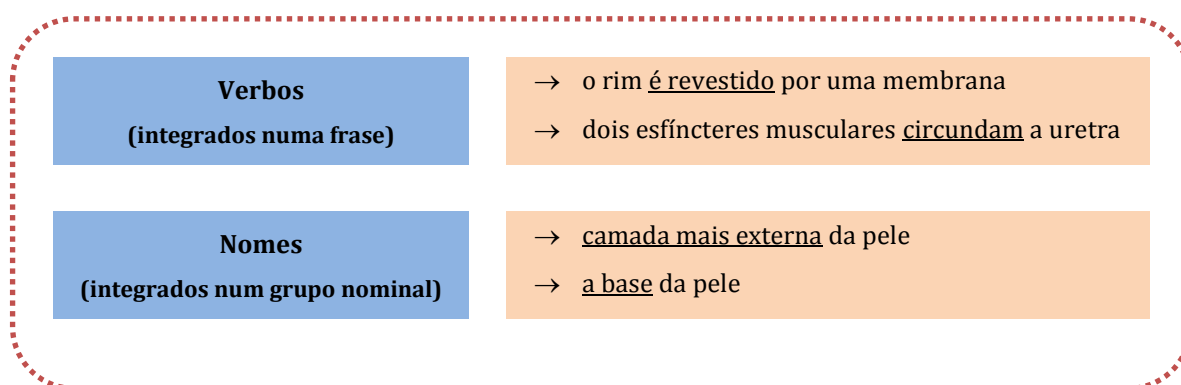 Verbos
(integrados numa frase)
→ o rim é revestido por uma membrana
→ dois esfíncteres musculares circundam a uretra
Nomes
(integrados num grupo nominal)
→ camada mais externa da pele
→ a base da pele